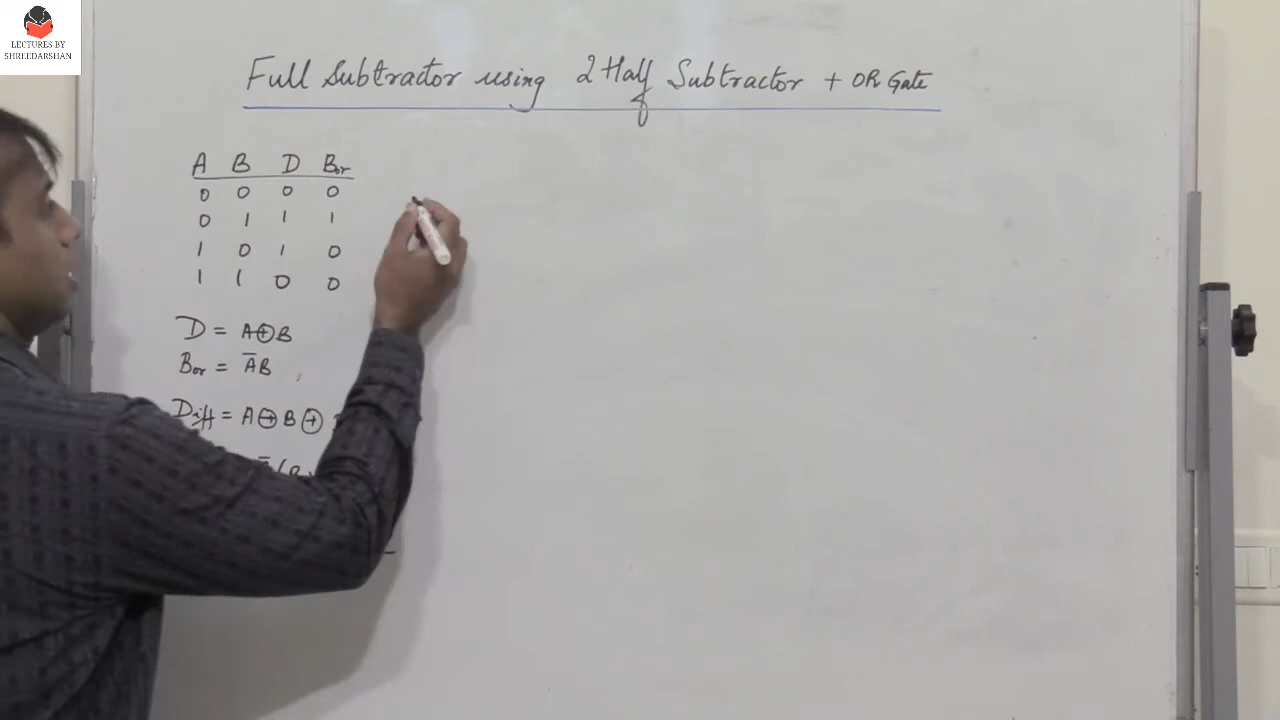 LECTURES BY
SHREEDARSHAN
Full Subtractor using 2 Half Subtractor + OR Gate
A B D Bor
0 0 0 0
0 1 1 1
1 0 1 0
1 1 0 0
D = A⊕B
Bor = A̅B
Diff = A⊕B⊕